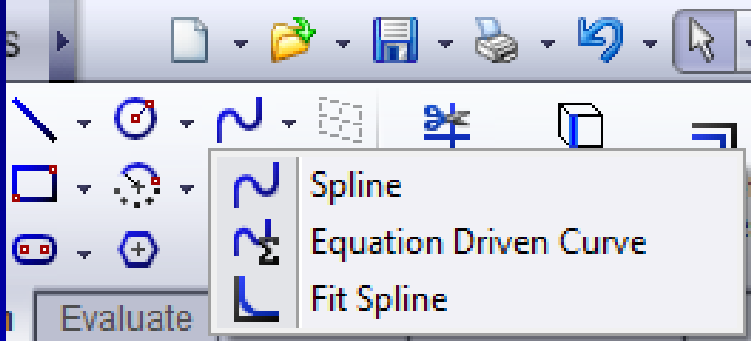 Spline
Equation Driven Curve
Fit Spline
Evaluate